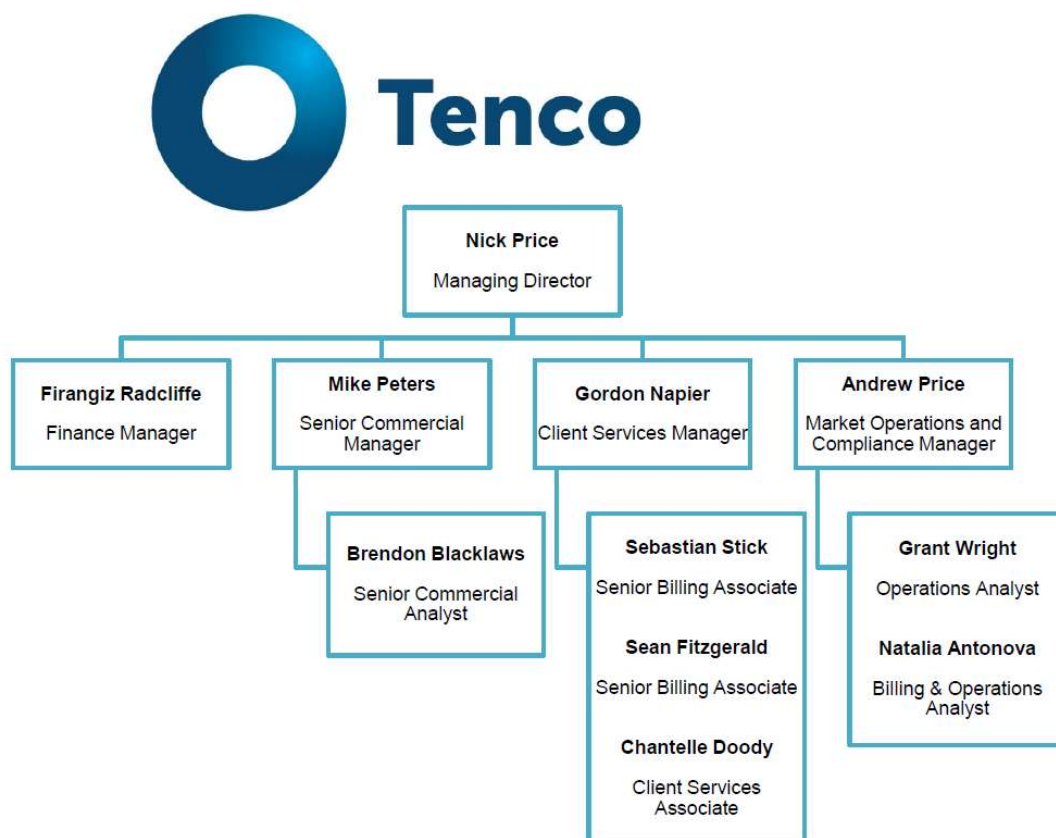 Tenco
Nick Price
Managing Director
Firangiz Radcliffe
Finance Manager
Mike Peters
Senior Commercial
Manager
Gordon Napier
Client Services Manager
Andrew Price
Market Operations and
Compliance Manager
Brendon Blacklaws
Senior Commercial
Analyst
Sebastian Stick
Senior Billing Associate
Sean Fitzgerald
Senior Billing Associate
Chantelle Doody
Client Services
Associate
Grant Wright
Operations Analyst
Natalia Antonova
Billing & Operations
Analyst